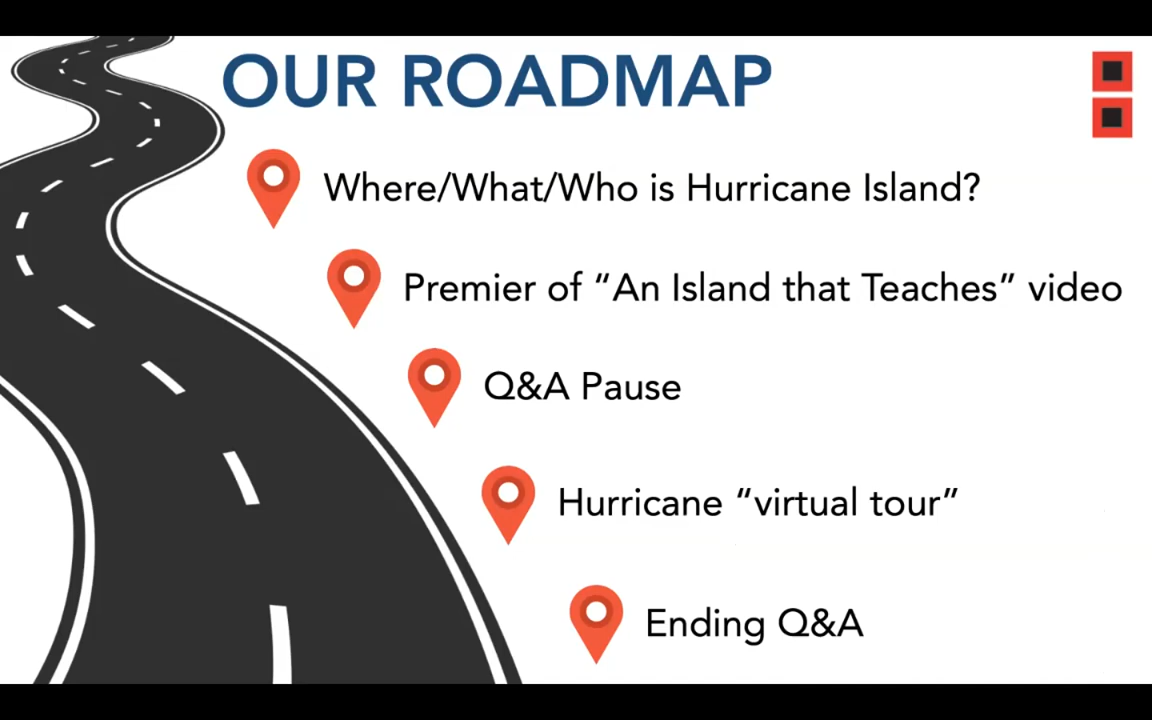 OUR ROADMAP
Where/What/Who is Hurricane Island?
Premier of “An Island that Teaches” video
Q&A Pause
Hurricane “virtual tour”
Ending Q&A